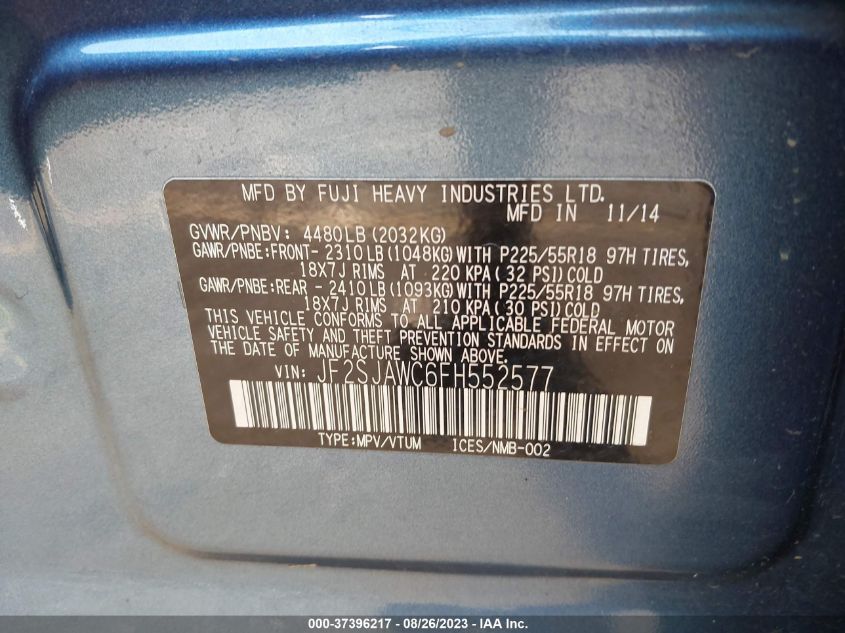 MFD BY FUJI HEAVY INDUSTRIES LTD.
MFD IN 11/14
GVWR/PNBV: 4480LB (2032KG)
GAWR/PNBE:FRONT- 2310LB (1048KG) WITH P225/55R18 97H TIRES,
18X7J RIMS AT 220 KPA ( 32 PSI) COLD
GAWR/PNBE:REAR - 2410LB (1093KG) WITH P225/55R18 97H TIRES,
18X7J RIMS AT 210 KPA ( 30 PSI) COLD
THIS VEHICLE CONFORMS TO ALL APPLICABLE FEDERAL MOTOR
VEHICLE SAFETY AND THEFT PREVENTION STANDARDS IN EFFECT ON
THE DATE OF MANUFACTURE SHOWN ABOVE.
VIN: JF2SJAWC6FH552577
TYPE:MPV/VTUM ICES/NMB-002
000-37396217 - 08/26/2023 - Copyright © 2023 IAA, Inc.